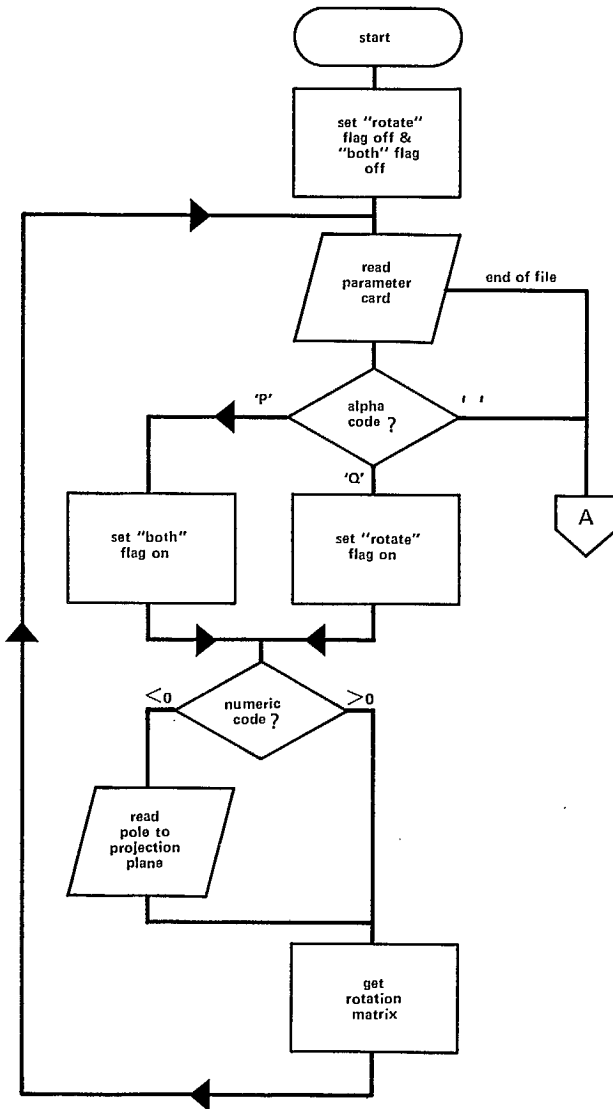 start
set "rotate"
flag off &
"both" flag
off
read
parameter
card
end of file
'P'
alpha
code ?
' '
'Q'
A
set "both"
flag on
set "rotate"
flag on
<0
numeric
code ?
>0
read
pole to
projection
plane
get
rotation
matrix